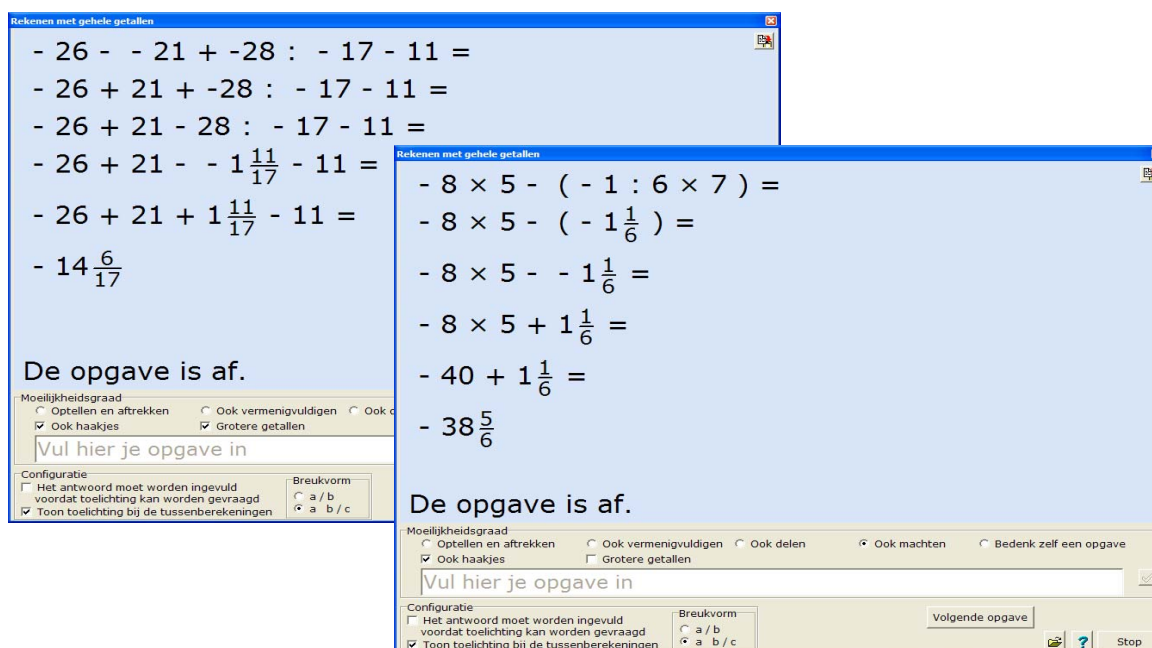 Rekenen met gehele getallen
- 26 - - 21 + -28 : - 17 - 11 =
- 26 + 21 + -28 : - 17 - 11 =
- 26 + 21 - 28 : - 17 - 11 =
- 26 + 21 - - 1 11/17 - 11 =
- 26 + 21 + 1 11/17 - 11 =
- 14 6/17
De opgave is af.
Moeilijkheidsgraad
Optellen en aftrekken Ook vermenigvuldigen Ook
Ook haakjes Grotere getallen
Vul hier je opgave in
Configuratie
Het antwoord moet worden ingevuld
voordat toelichting kan worden gevraagd
Toon toelichting bij de tussenberekeningen
Breukvorm
a / b
a b / c
Rekenen met gehele getallen
- 8 × 5 - ( - 1 : 6 × 7 ) =
- 8 × 5 - ( - 1 1/6 ) =
- 8 × 5 - - 1 1/6 =
- 8 × 5 + 1 1/6 =
- 40 + 1 1/6 =
- 38 5/6
De opgave is af.
Moeilijkheidsgraad
Optellen en aftrekken Ook vermenigvuldigen Ook delen Ook machten Bedenk zelf een opgave
Ook haakjes Grotere getallen
Vul hier je opgave in
Configuratie
Het antwoord moet worden ingevuld
voordat toelichting kan worden gevraagd
Toon toelichting bij de tussenberekeningen
Breukvorm
a / b
a b / c
Volgende opgave
? Stop